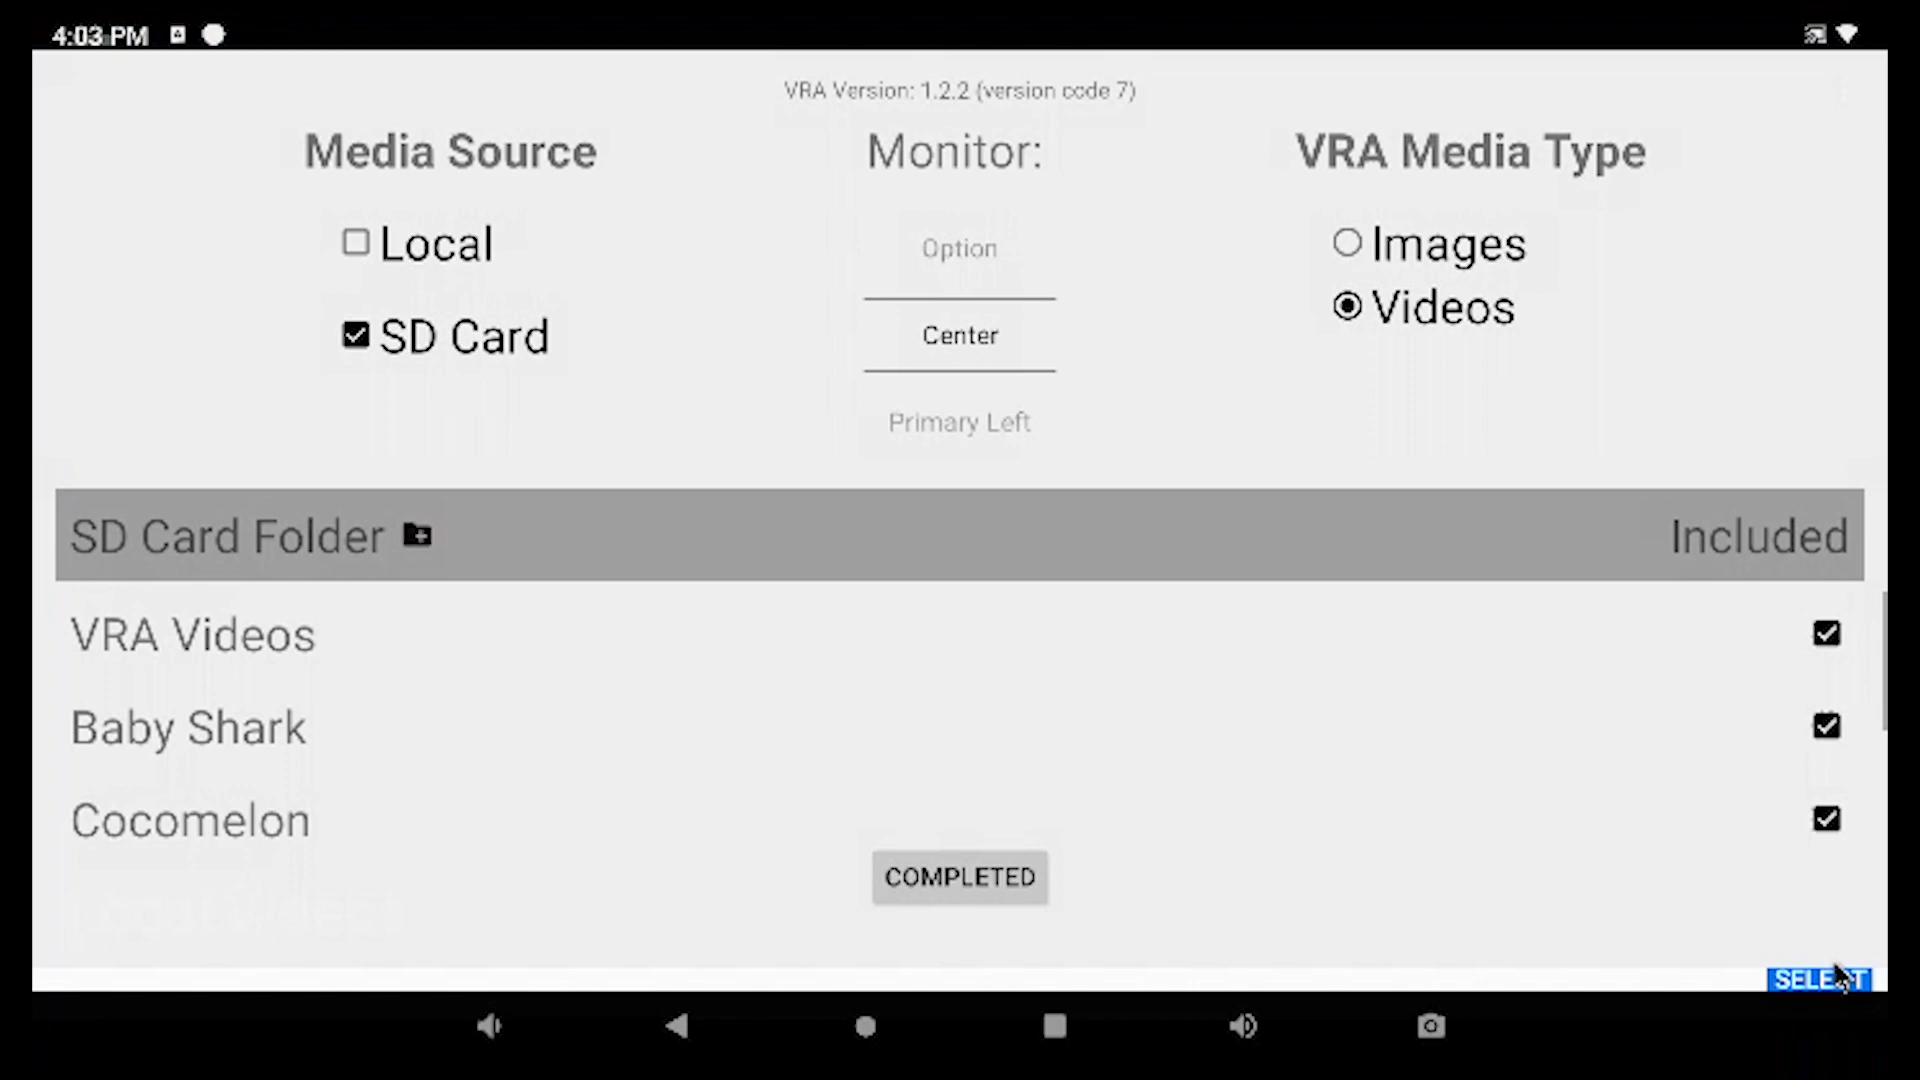 4:03 PM
VRA Version: 1.2.2 (version code 7)
Media Source
Monitor:
VRA Media Type
Local
Option
Images
SD Card
Center
Videos
Primary Left
SD Card Folder
Included
VRA Videos
Baby Shark
Cocomelon
COMPLETED
SELECT